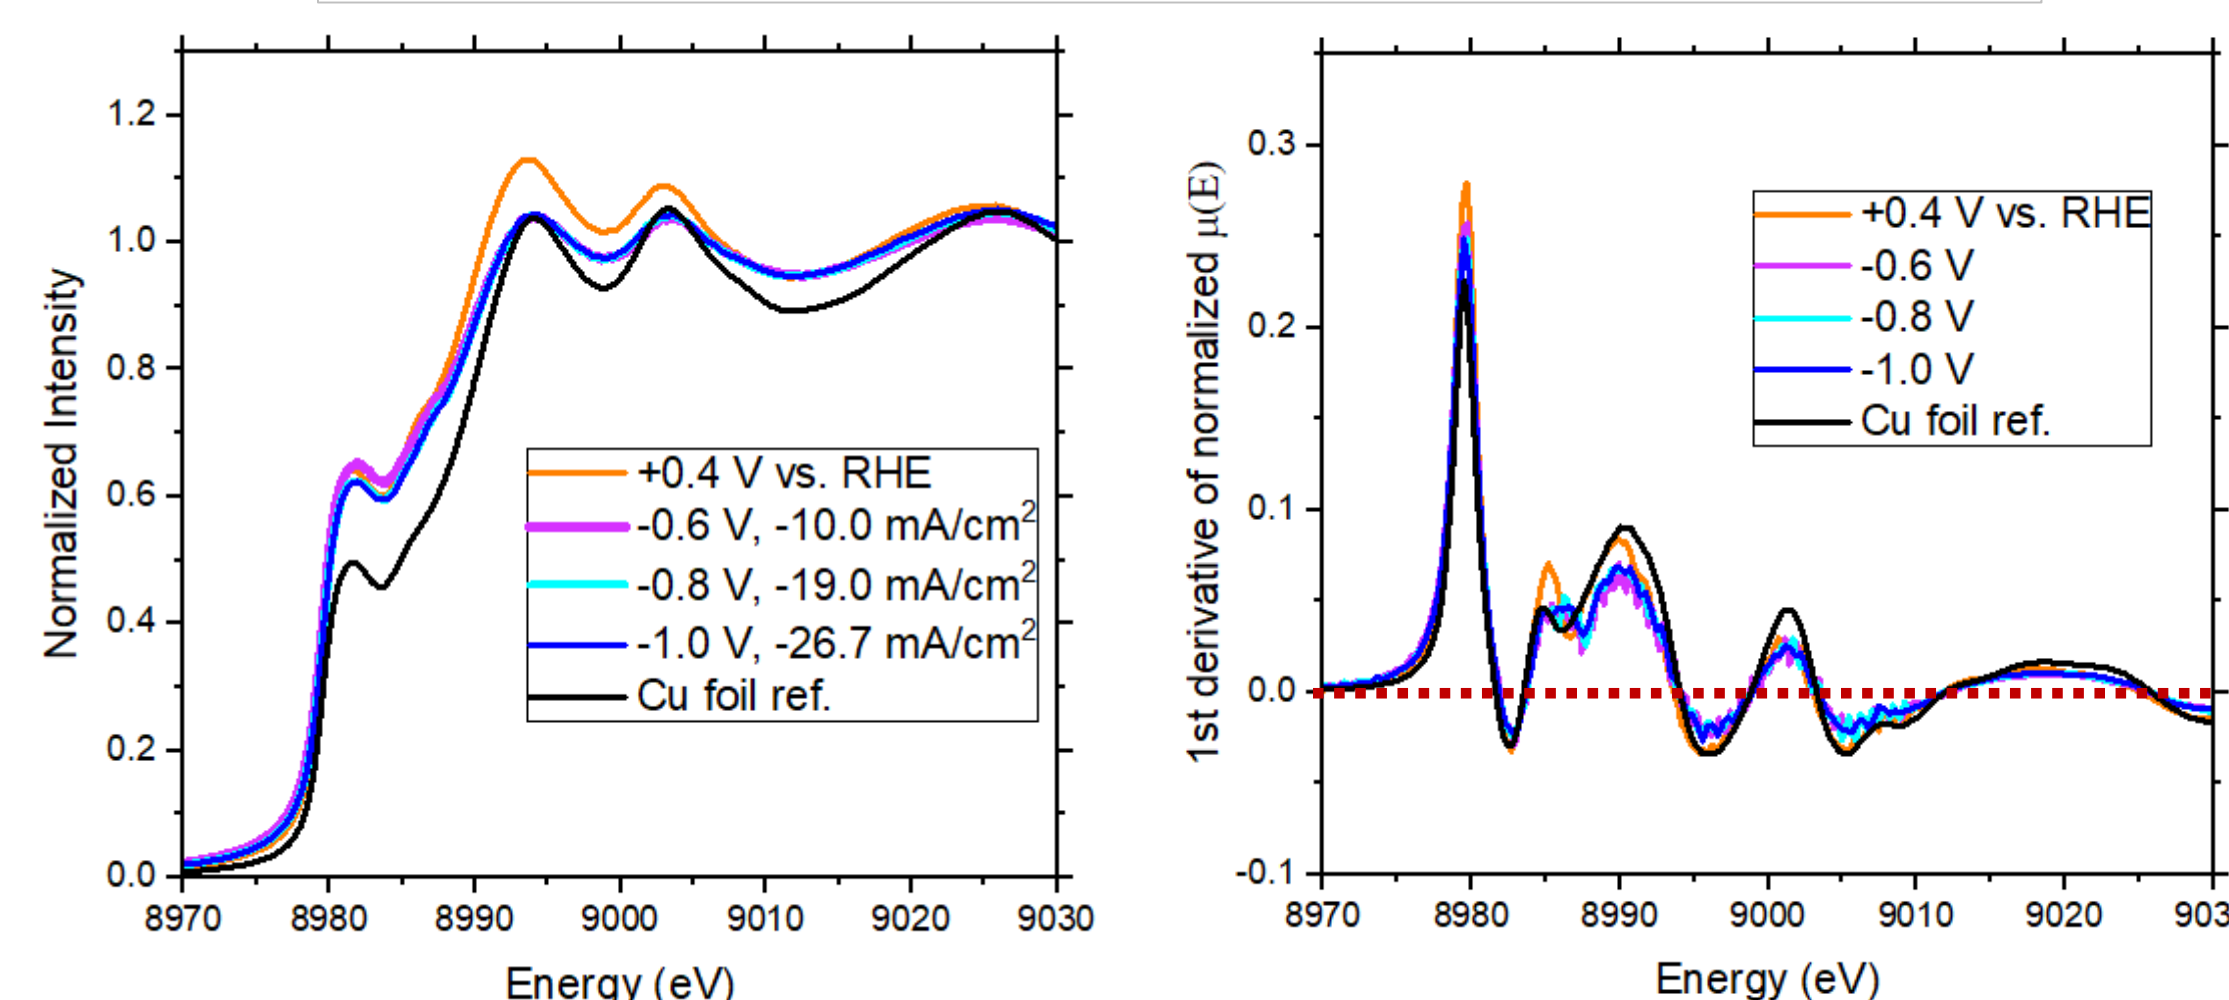 1.2
1.0
0.8
0.6
0.4
0.2
0.0
Normalized Intensity
+0.4 V vs. RHE
-0.6 V, -10.0 mA/cm²
-0.8 V, -19.0 mA/cm²
-1.0 V, -26.7 mA/cm²
Cu foil ref.
8970 8980 8990 9000 9010 9020 9030
Energy (eV)
0.3
0.2
0.1
0.0
-0.1
1st derivative of normalized μ(E)
+0.4 V vs. RHE
-0.6 V
-0.8 V
-1.0 V
Cu foil ref.
8970 8980 8990 9000 9010 9020 903
Energy (eV)